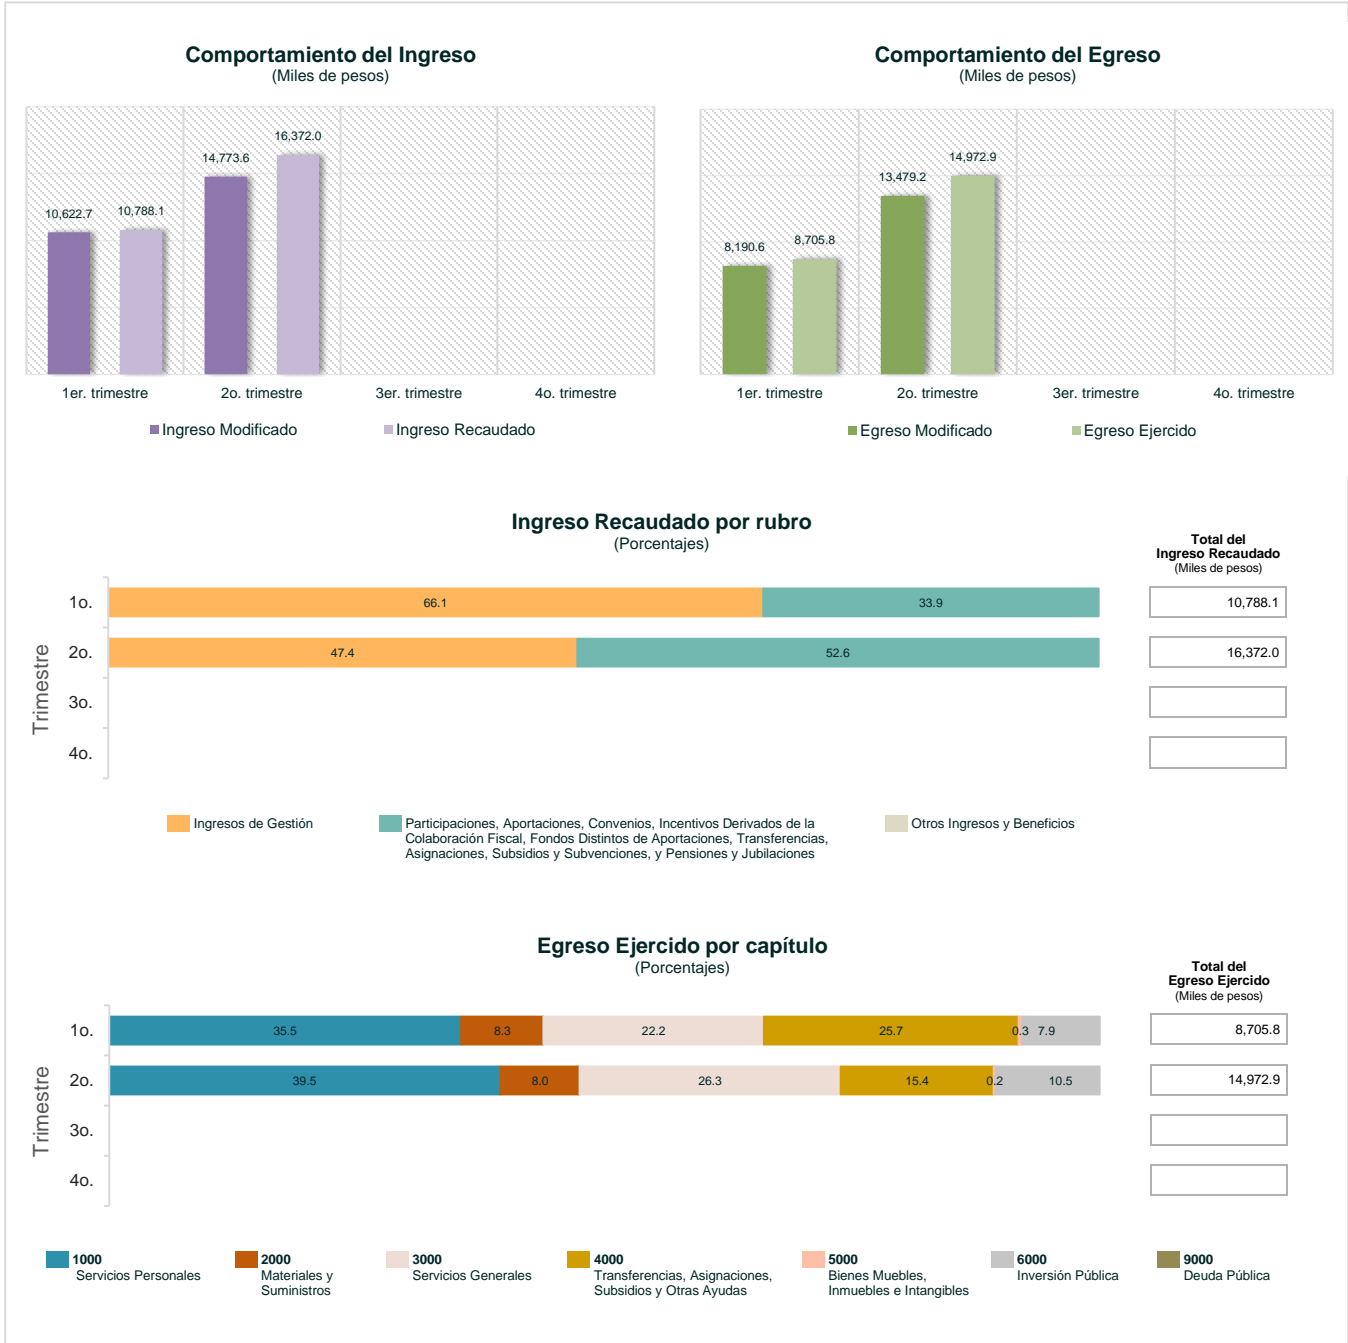 Comportamiento del Ingreso
(Miles de pesos)
10,622.7
10,788.1
14,773.6
16,372.0
1er. trimestre
2o. trimestre
3er. trimestre
4o. trimestre
Ingreso Modificado
Ingreso Recaudado
Comportamiento del Egreso
(Miles de pesos)
8,190.6
8,705.8
13,479.2
14,972.9
1er. trimestre
2o. trimestre
3er. trimestre
4o. trimestre
Egreso Modificado
Egreso Ejercido
Ingreso Recaudado por rubro
(Porcentajes)
Total del
Ingreso Recaudado
(Miles de pesos)
Trimestre
1o.
66.1
33.9
10,788.1
2o.
47.4
52.6
16,372.0
3o.
4o.
Ingresos de Gestión
Participaciones, Aportaciones, Convenios, Incentivos Derivados de la
Colaboración Fiscal, Fondos Distintos de Aportaciones, Transferencias,
Asignaciones, Subsidios y Subvenciones, y Pensiones y Jubilaciones
Otros Ingresos y Beneficios
Egreso Ejercido por capítulo
(Porcentajes)
Total del
Egreso Ejercido
(Miles de pesos)
Trimestre
1o.
35.5
8.3
22.2
25.7
0.3
7.9
8,705.8
2o.
39.5
8.0
26.3
15.4
0.2
10.5
14,972.9
3o.
4o.
1000
Servicios Personales
2000
Materiales y
Suministros
3000
Servicios Generales
4000
Transferencias, Asignaciones,
Subsidios y Otras Ayudas
5000
Bienes Muebles,
Inmuebles e Intangibles
6000
Inversión Pública
9000
Deuda Pública